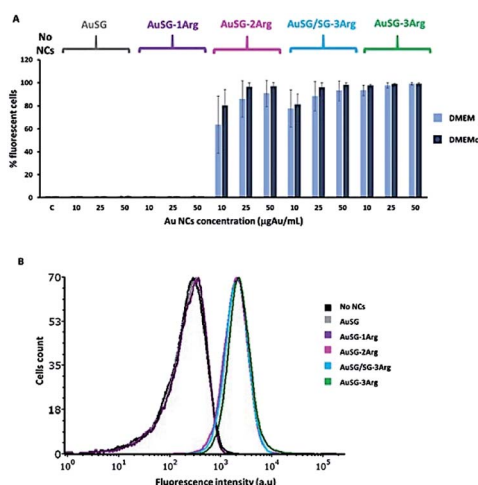 A
No NCs
AuSG
AuSG-1Arg
AuSG-2Arg
AuSG/SG-3Arg
AuSG-3Arg
% fluorescent cells
120
100
80
60
40
20
0
C 10 25 50 10 25 50 10 25 50 10 25 50 10 25 50
Au NCs concentration (µgAu/mL)
DMEM
DMEMc
B
Cells count
70
53
35
18
0
10⁰ 10¹ 10² 10³ 10⁴ 10⁵
Fluorescence intensity (a.u)
No NCs
AuSG
AuSG-1Arg
AuSG-2Arg
AuSG/SG-3Arg
AuSG-3Arg